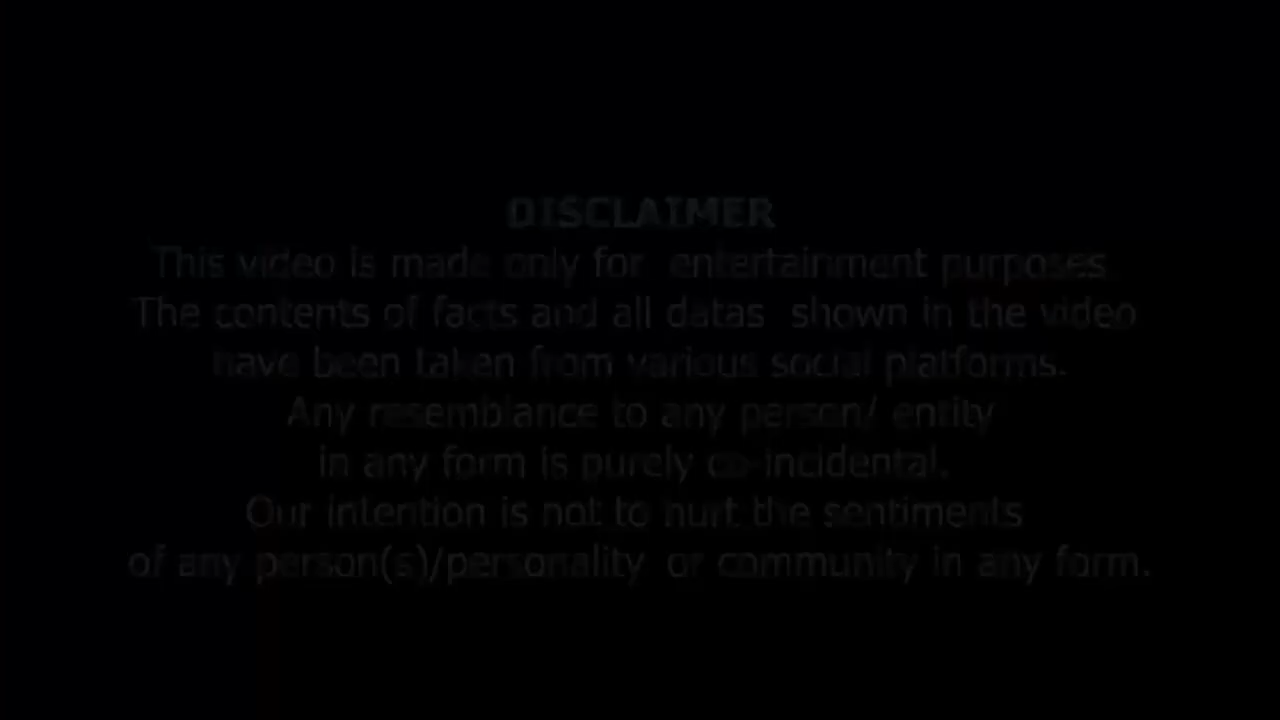 DISCLAIMER
This video is made only for entertainment purposes.
The contents of facts and all datas shown in the video
have been taken from various social platforms.
Any resemblance to any person/ entity
in any form is purely co-incidental.
Our intention is not to hurt the sentiments
of any person(s)/personality or community in any form.